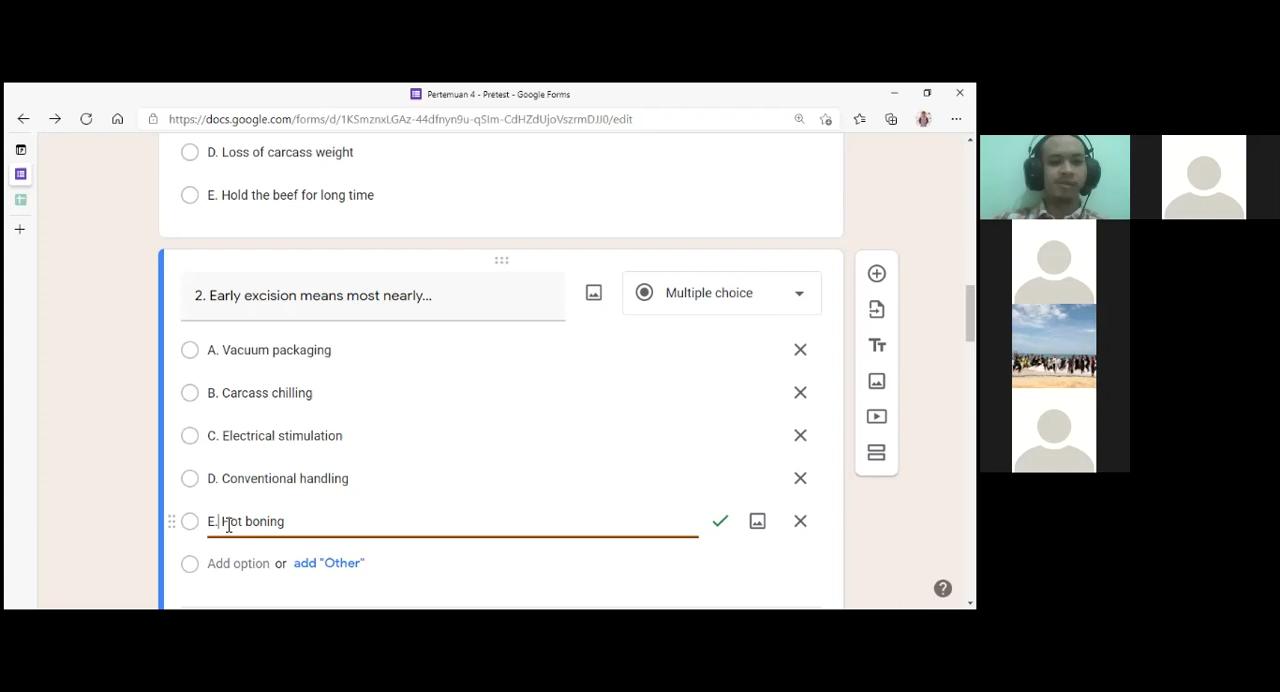 Pertemuan 4 - Pretest - Google Forms
https://docs.google.com/forms/d/1KSmznxLGAz-44dfnyn9u-qSIm-CdHZdUjoVszrmDJJ0/edit
D. Loss of carcass weight
E. Hold the beef for long time
2. Early excision means most nearly...
Multiple choice
A. Vacuum packaging
B. Carcass chilling
C. Electrical stimulation
D. Conventional handling
E. Hot boning
Add option or add "Other"